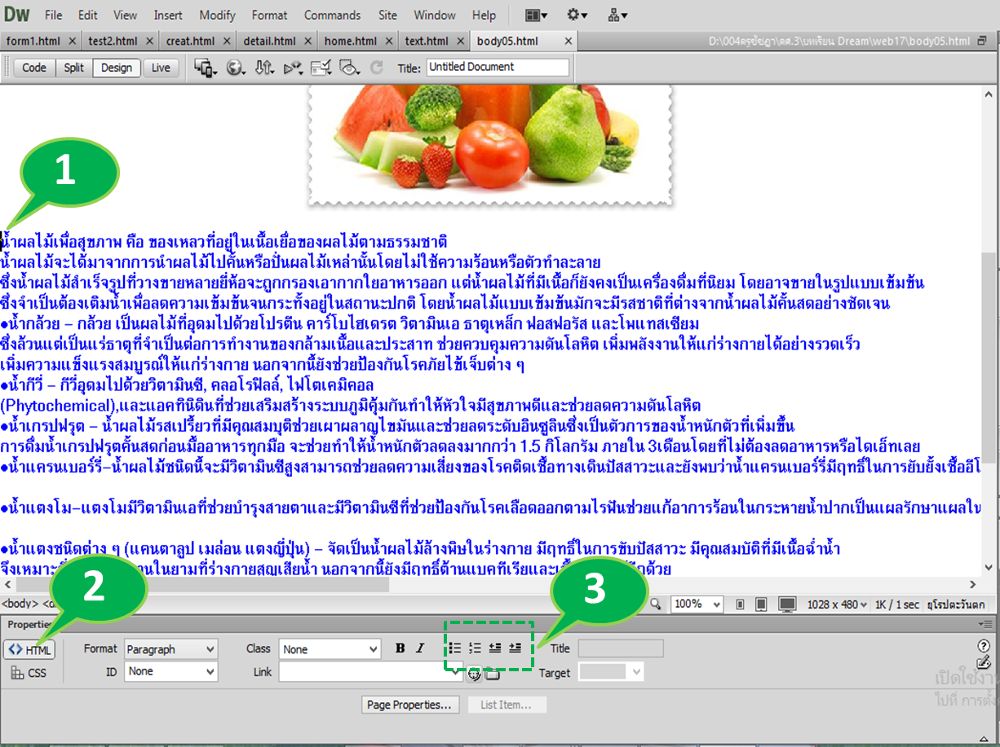 Dw File Edit View Insert Modify Format Commands Site Window Help
form1.html × test2.html × creat.html × detail.html × home.html × text.html × body05.html ×
Dream\web17\body05.html
Code Split Design Live Title: Untitled Document
1
น้ำผลไม้เพื่อสุขภาพ คือ ของเหลวที่อยู่ในเนื้อเยื่อของผลไม้ตามธรรมชาติ
น้ำผลไม้จะได้มาจากการนำผลไม้ไปคั้นหรือปั่นผลไม้เหล่านั้นโดยไม่ใช้ความร้อนหรือตัวทำละลาย
ซึ่งน้ำผลไม้สำเร็จรูปที่วางขายหลายยี่ห้อจะถูกกรองเอากากใยอาหารออก แต่น้ำผลไม้ที่มีเนื้อก็ยังคงเป็นเครื่องดื่มที่นิยม โดยอาจขายในรูปแบบเข้มข้น
ซึ่งจำเป็นต้องเติมน้ำเพื่อลดความเข้มข้นจนกระทั้งอยู่ในสถานะปกติ โดยน้ำผลไม้แบบเข้มข้นมักจะมีรสชาติที่ต่างจากน้ำผลไม้คั้นสดอย่างชัดเจน
●น้ำกล้วย – กล้วย เป็นผลไม้ที่อุดมไปด้วยโปรตีน คาร์โบไฮเดรต วิตามินเอ ธาตุเหล็ก ฟอสฟอรัส และโพแทสเซียม
ซึ่งล้วนแต่เป็นแร่ธาตุที่จำเป็นต่อการทำงานของกล้ามเนื้อและประสาท ช่วยควบคุมความดันโลหิต เพิ่มพลังงานให้แก่ร่างกายได้อย่างรวดเร็ว
เพิ่มความแข็งแรงสมบูรณ์ให้แก่ร่างกาย นอกจากนี้ยังช่วยป้องกันโรคภัยไข้เจ็บต่าง ๆ
●น้ำกีวี่ – กีวี่อุดมไปด้วยวิตามินซี, คลอโรฟิลล์, ไฟโตเคมิคอล
(Phytochemical),และแอคทินิดินที่ช่วยเสริมสร้างระบบภูมิคุ้มกันทำให้หัวใจมีสุขภาพดีและช่วยลดความดันโลหิต
●น้ำเกรปฟรุต – น้ำผลไม้รสเปรี้ยวที่มีคุณสมบุติช่วยเผาผลาญไขมันและช่วยลดระดับอินซูลินซึ่งเป็นตัวการของน้ำหนักตัวที่เพิ่มขึ้น
การดื่มน้ำเกรปฟรุตคั้นสดก่อนมื้ออาหารทุกมื้อ จะช่วยทำให้น้ำหนักตัวลดลงมากกว่า 1.5 กิโลกรัม ภายใน 3เดือนโดยที่ไม่ต้องลดอาหารหรือไดเอ็ทเลย
●น้ำแครนเบอร์รี่–น้ำผลไม้ชนิดนี้จะมีวิตามินซีสูงสามารถช่วยลดความเสี่ยงของโรคติดเชื้อทางเดินปัสสาวะและยังพบว่าน้ำแครนเบอร์รี่มีฤทธิ์ในการยับยั้งเชื้ออีโ
●น้ำแตงโม–แตงโมมีวิตามินเอที่ช่วยบำรุงสายตาและมีวิตามินซีที่ช่วยป้องกันโรคเลือดออกตามไรฟันช่วยแก้อาการร้อนในกระหายน้ำปากเป็นแผลรักษาแผลใน
●น้ำแตงชนิดต่าง ๆ (แคนตาลูป เมล่อน แตงญี่ปุ่น) – จัดเป็นน้ำผลไม้ล้างพิษในร่างกาย มีฤทธิ์ในการขับปัสสาวะ มีคุณสมบัติที่มีเนื้อฉ่ำน้ำ
จึงเหมาะ านในยามที่ร่างกายสูญเสียน้ำ นอกจากนี้ยังมีฤทธิ์ต้านแบคทีเรียและ ด้วย
2
3
<body> 100% 1028 x 480 1K / 1 sec ยุโรปตะวันตก
Properties
HTML Format Paragraph Class None B I Title
CSS ID None Link Target
Page Properties... List Item...
เปิดใช้งา
ไปที่ การตั้ง